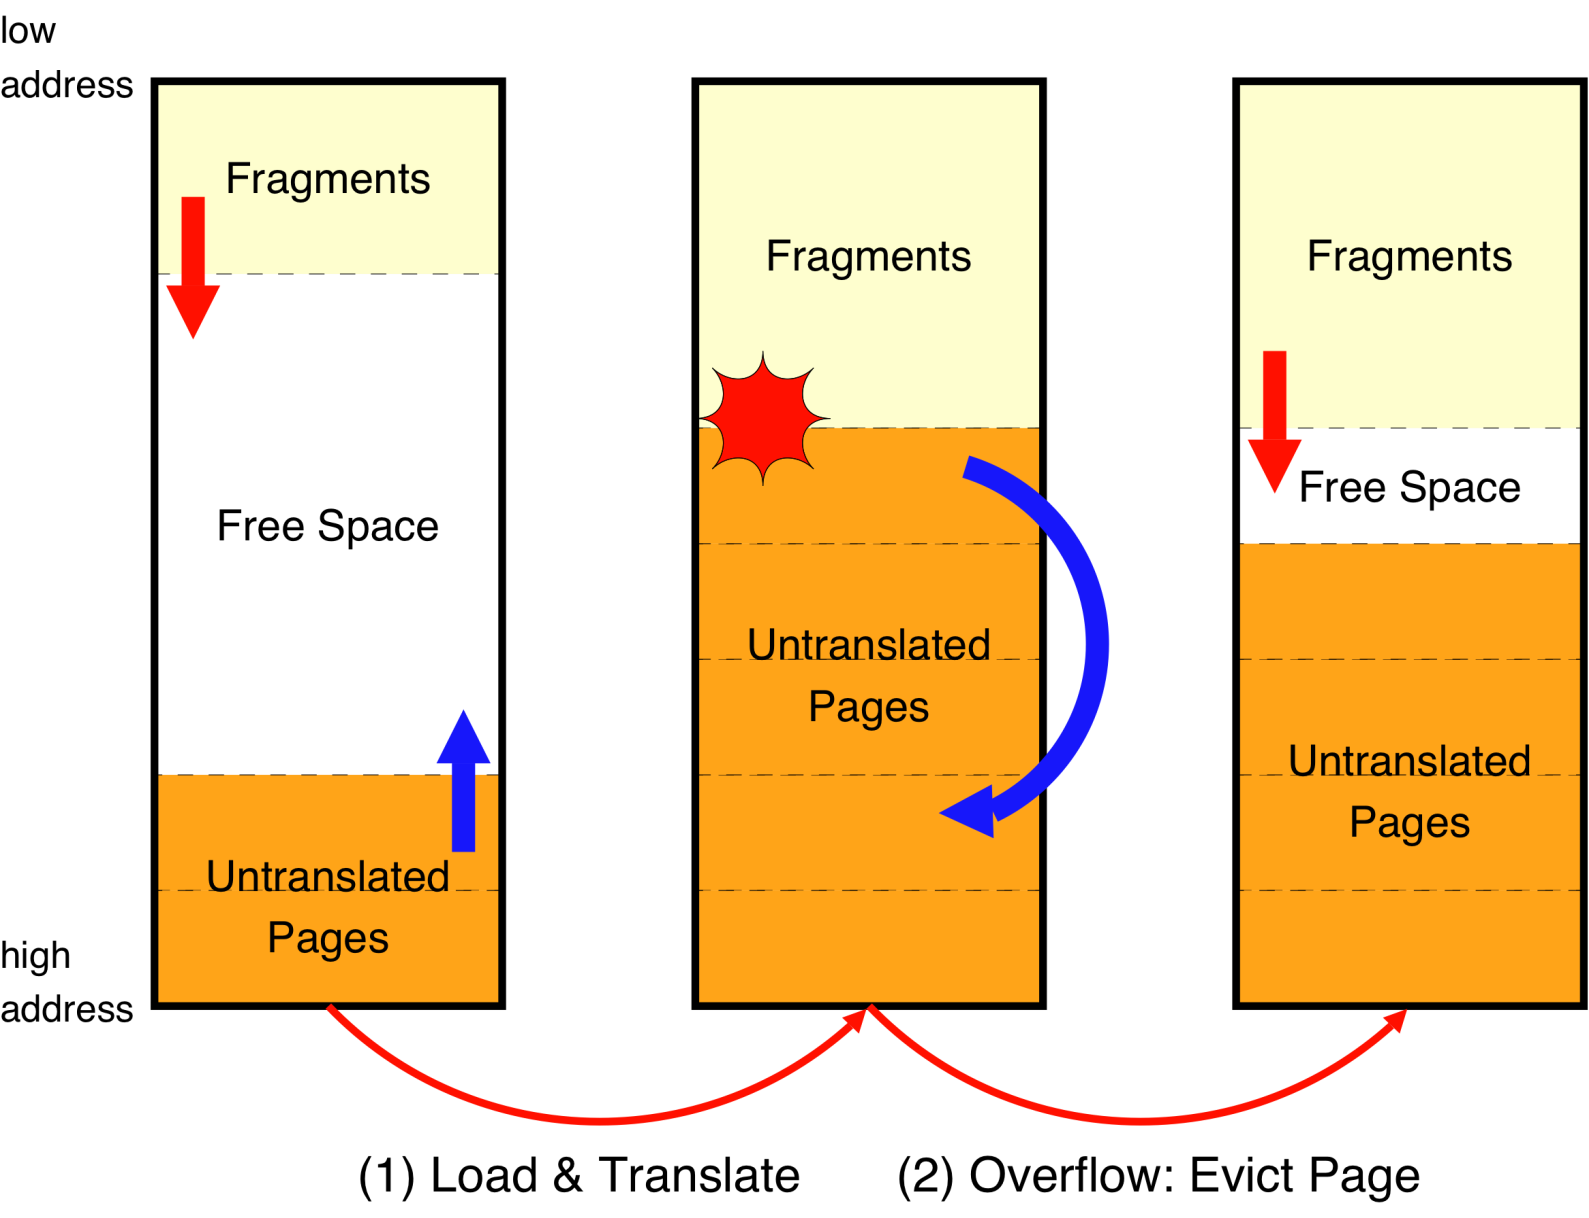 low
address
Fragments
Free Space
Untranslated
Pages
high
address
Fragments
Untranslated
Pages
Fragments
Free Space
Untranslated
Pages
(1) Load & Translate
(2) Overflow: Evict Page